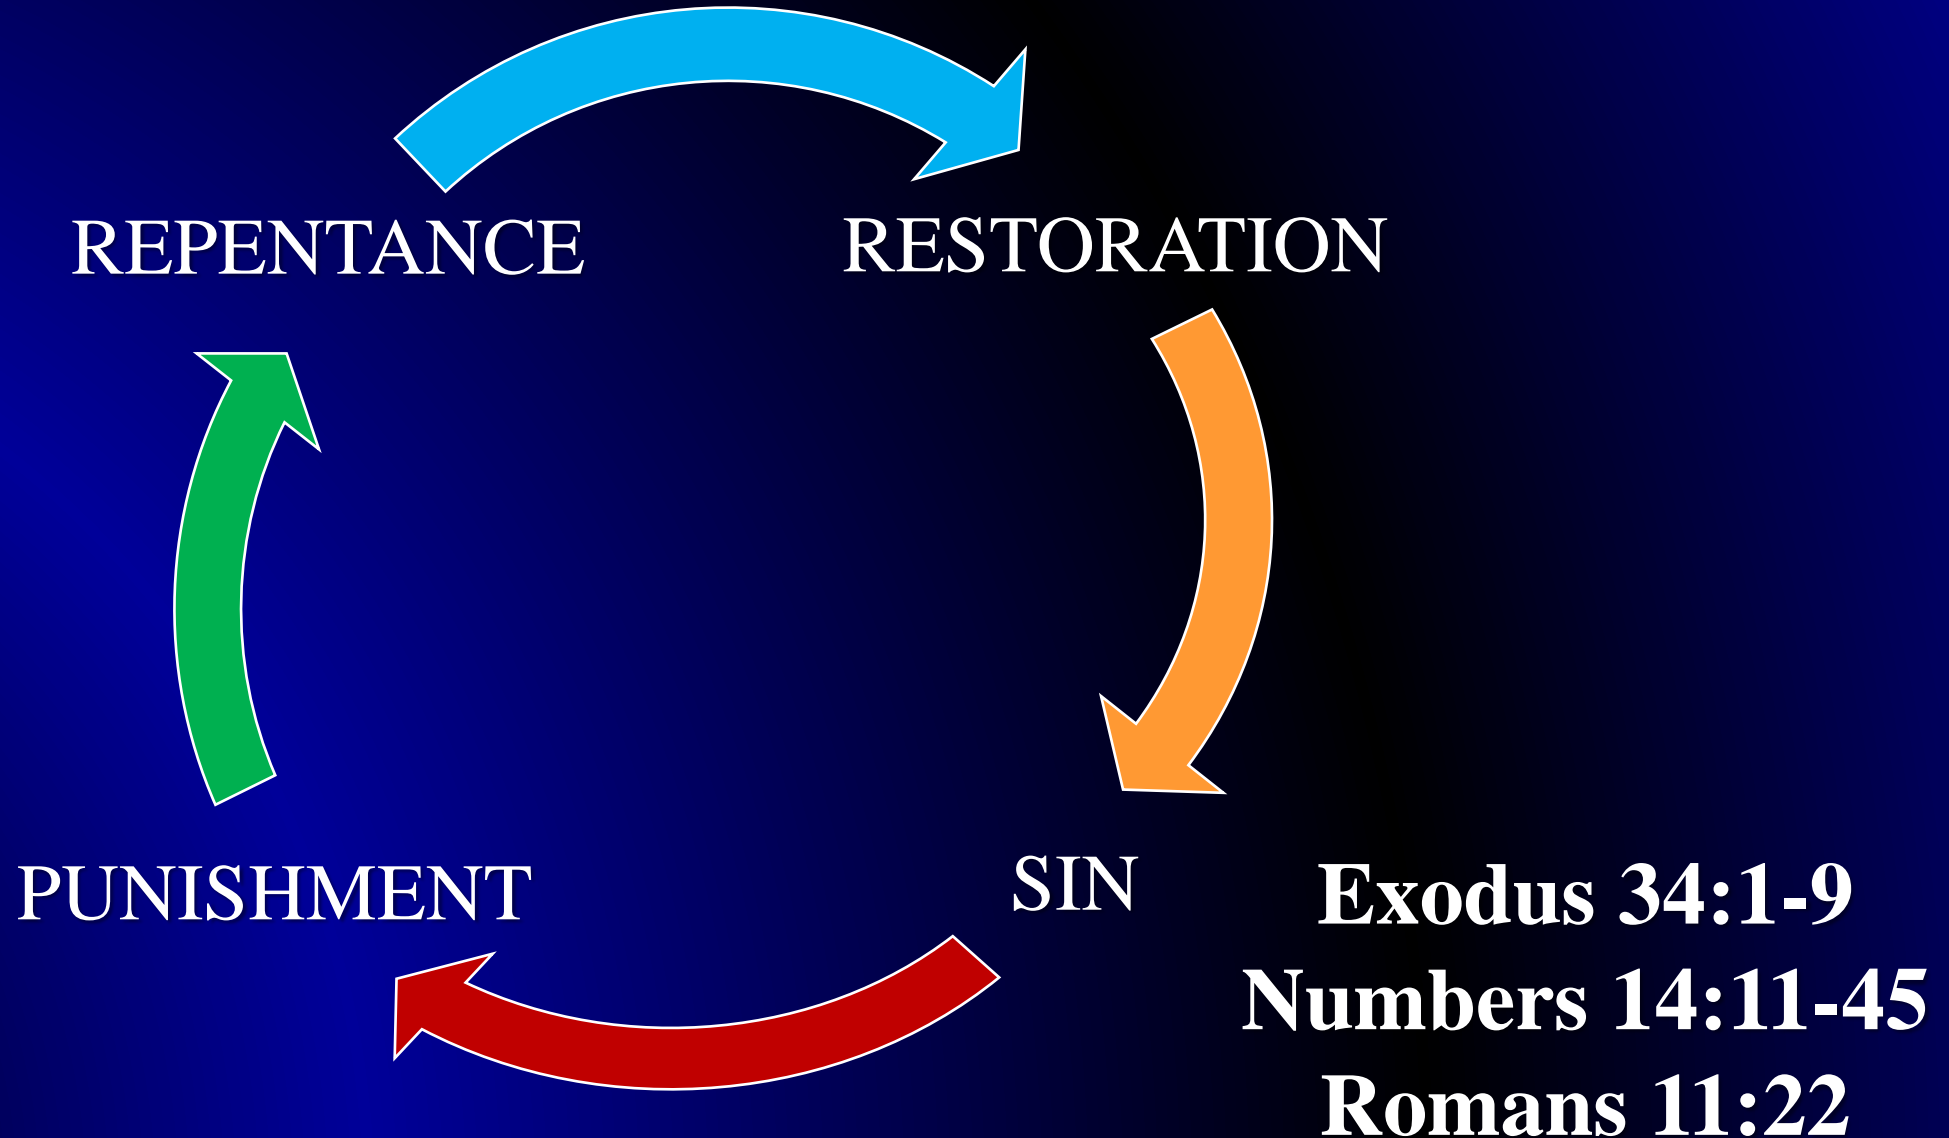 REPENTANCE
RESTORATION
PUNISHMENT
SIN
Exodus 34:1-9
Numbers 14:11-45
Romans 11:22